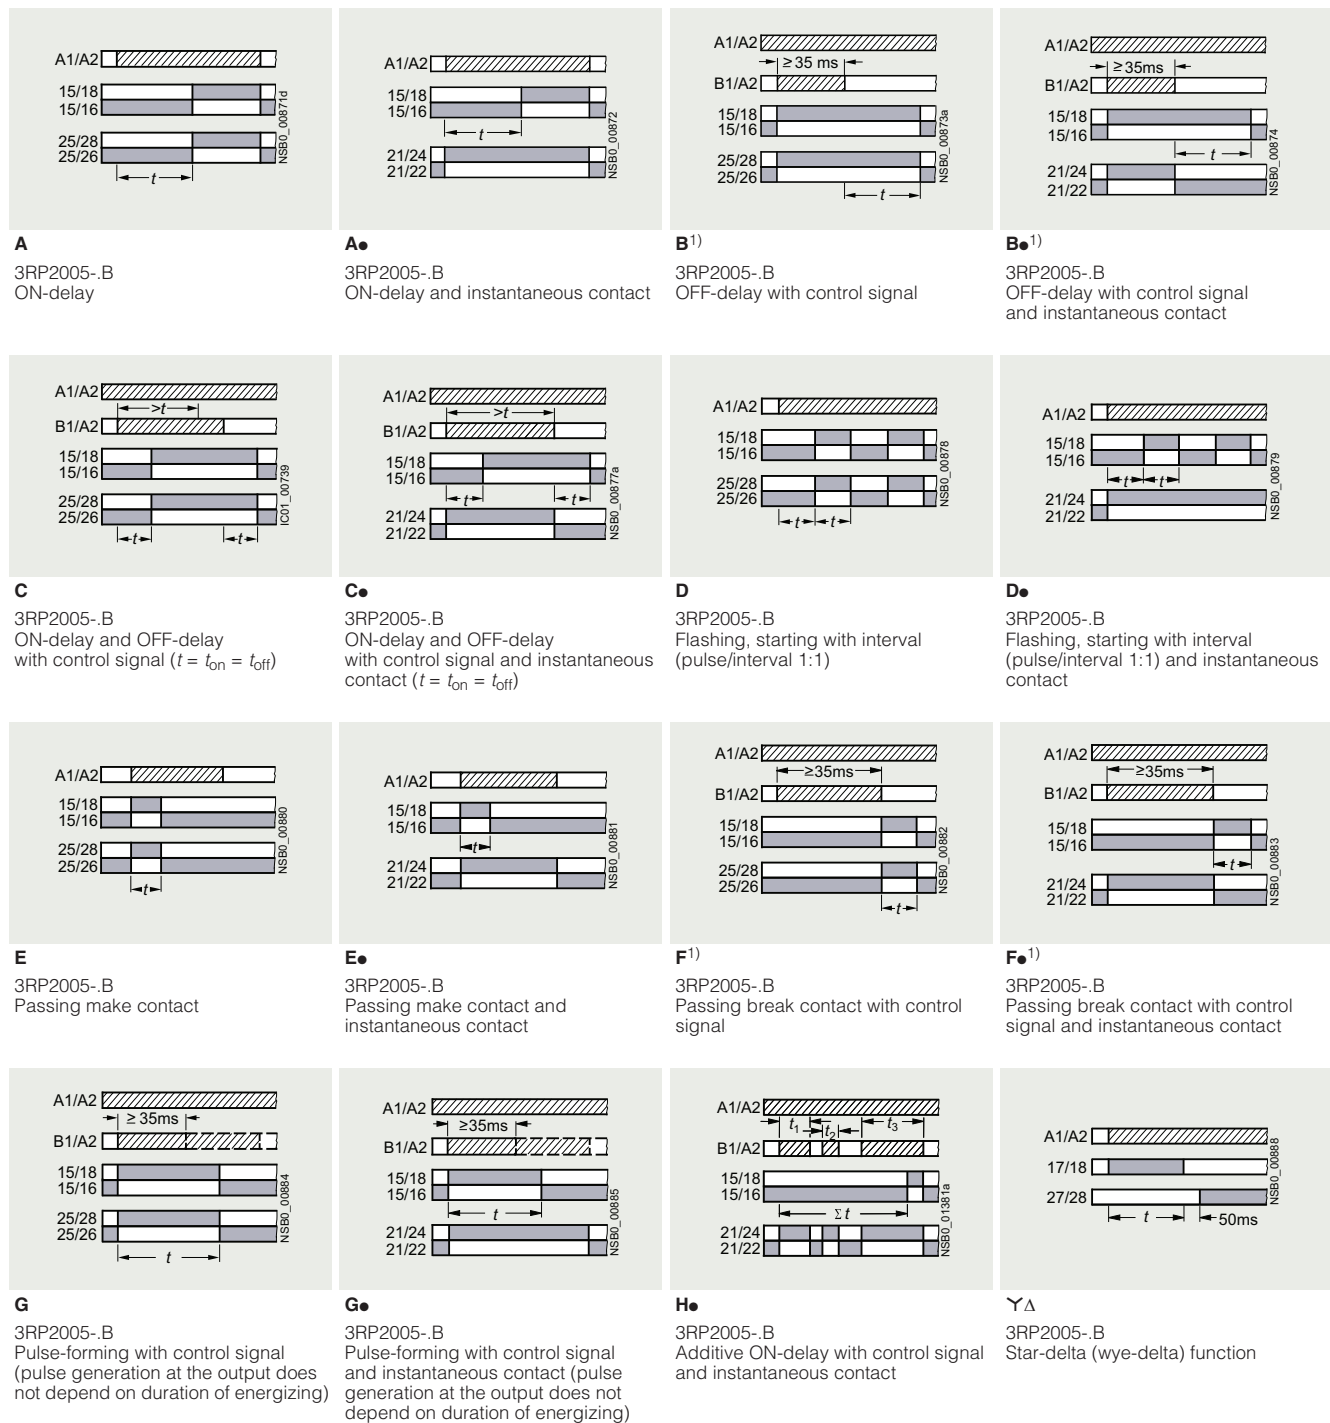 A1/A2
15/18
15/16
25/28
25/26
t
NSB0_00871d
A
3RP2005-.B
ON-delay
A1/A2
15/18
15/16
t
21/24
21/22
NSB0_00872
A●
3RP2005-.B
ON-delay and instantaneous contact
A1/A2
≥35 ms
B1/A2
15/18
15/16
25/28
25/26
t
NSB0_00873a
B1)
3RP2005-.B
OFF-delay with control signal
A1/A2
≥35ms
B1/A2
15/18
15/16
t
21/24
21/22
NSB0_00874
B●1)
3RP2005-.B
OFF-delay with control signal
and instantaneous contact
A1/A2
>t
B1/A2
15/18
15/16
25/28
25/26
t t
IC01_00739
C
3RP2005-.B
ON-delay and OFF-delay
with control signal (t = ton = toff)
A1/A2
>t
B1/A2
15/18
15/16
t t
21/24
21/22
NSB0_00877a
C●
3RP2005-.B
ON-delay and OFF-delay
with control signal and instantaneous
contact (t = ton = toff)
A1/A2
15/18
15/16
25/28
25/26
t t
NSB0_00878
D
3RP2005-.B
Flashing, starting with interval
(pulse/interval 1:1)
A1/A2
15/18
15/16
t t
21/24
21/22
NSB0_00879
D●
3RP2005-.B
Flashing, starting with interval
(pulse/interval 1:1) and instantaneous
contact
A1/A2
15/18
15/16
25/28
25/26
t
NSB0_00880
E
3RP2005-.B
Passing make contact
A1/A2
15/18
15/16
t
21/24
21/22
NSB0_00881
E●
3RP2005-.B
Passing make contact and
instantaneous contact
A1/A2
≥35ms
B1/A2
15/18
15/16
25/28
25/26
t
NSB0_00882
F1)
3RP2005-.B
Passing break contact with control
signal
A1/A2
≥35ms
B1/A2
15/18
15/16
t
21/24
21/22
NSB0_00883
F●1)
3RP2005-.B
Passing break contact with control
signal and instantaneous contact
A1/A2
≥ 35ms
B1/A2
15/18
15/16
25/28
25/26
t
NSB0_00884
G
3RP2005-.B
Pulse-forming with control signal
(pulse generation at the output does
not depend on duration of energizing)
A1/A2
≥35ms
B1/A2
15/18
15/16
t
21/24
21/22
NSB0_00885
G●
3RP2005-.B
Pulse-forming with control signal
and instantaneous contact (pulse
generation at the output does not
depend on duration of energizing)
A1/A2
t1 t2 t3
B1/A2
15/18
15/16
Σ t
21/24
21/22
NSB0_01381a
H●
3RP2005-.B
Additive ON-delay with control signal
and instantaneous contact
A1/A2
17/18
27/28
t 50ms
NSB0_00888
YΔ
3RP2005-.B
Star-delta (wye-delta) function